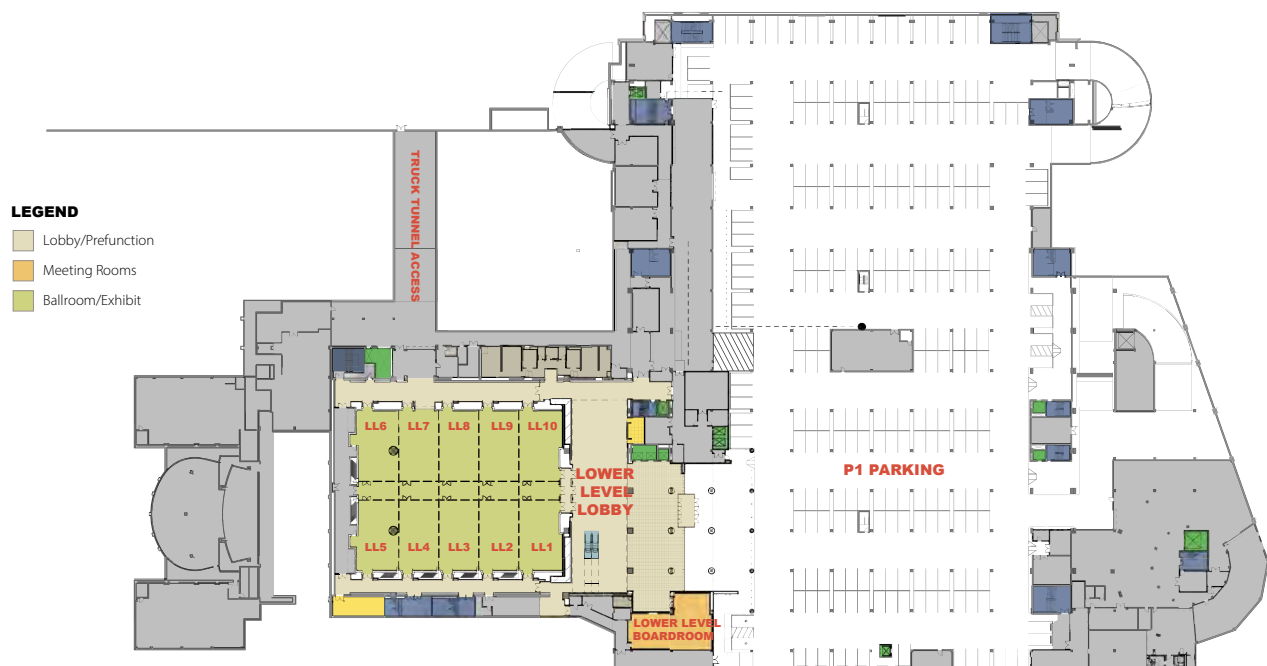 TRUCK TUNNEL ACCESS
LEGEND
Lobby/Prefunction
Meeting Rooms
Ballroom/Exhibit
LL6 LL7 LL8 LL9 LL10
LOWER
LEVEL
LOBBY
P1 PARKING
LL5 LL4 LL3 LL2 LL1
LOWER LEVEL
BOARDROOM